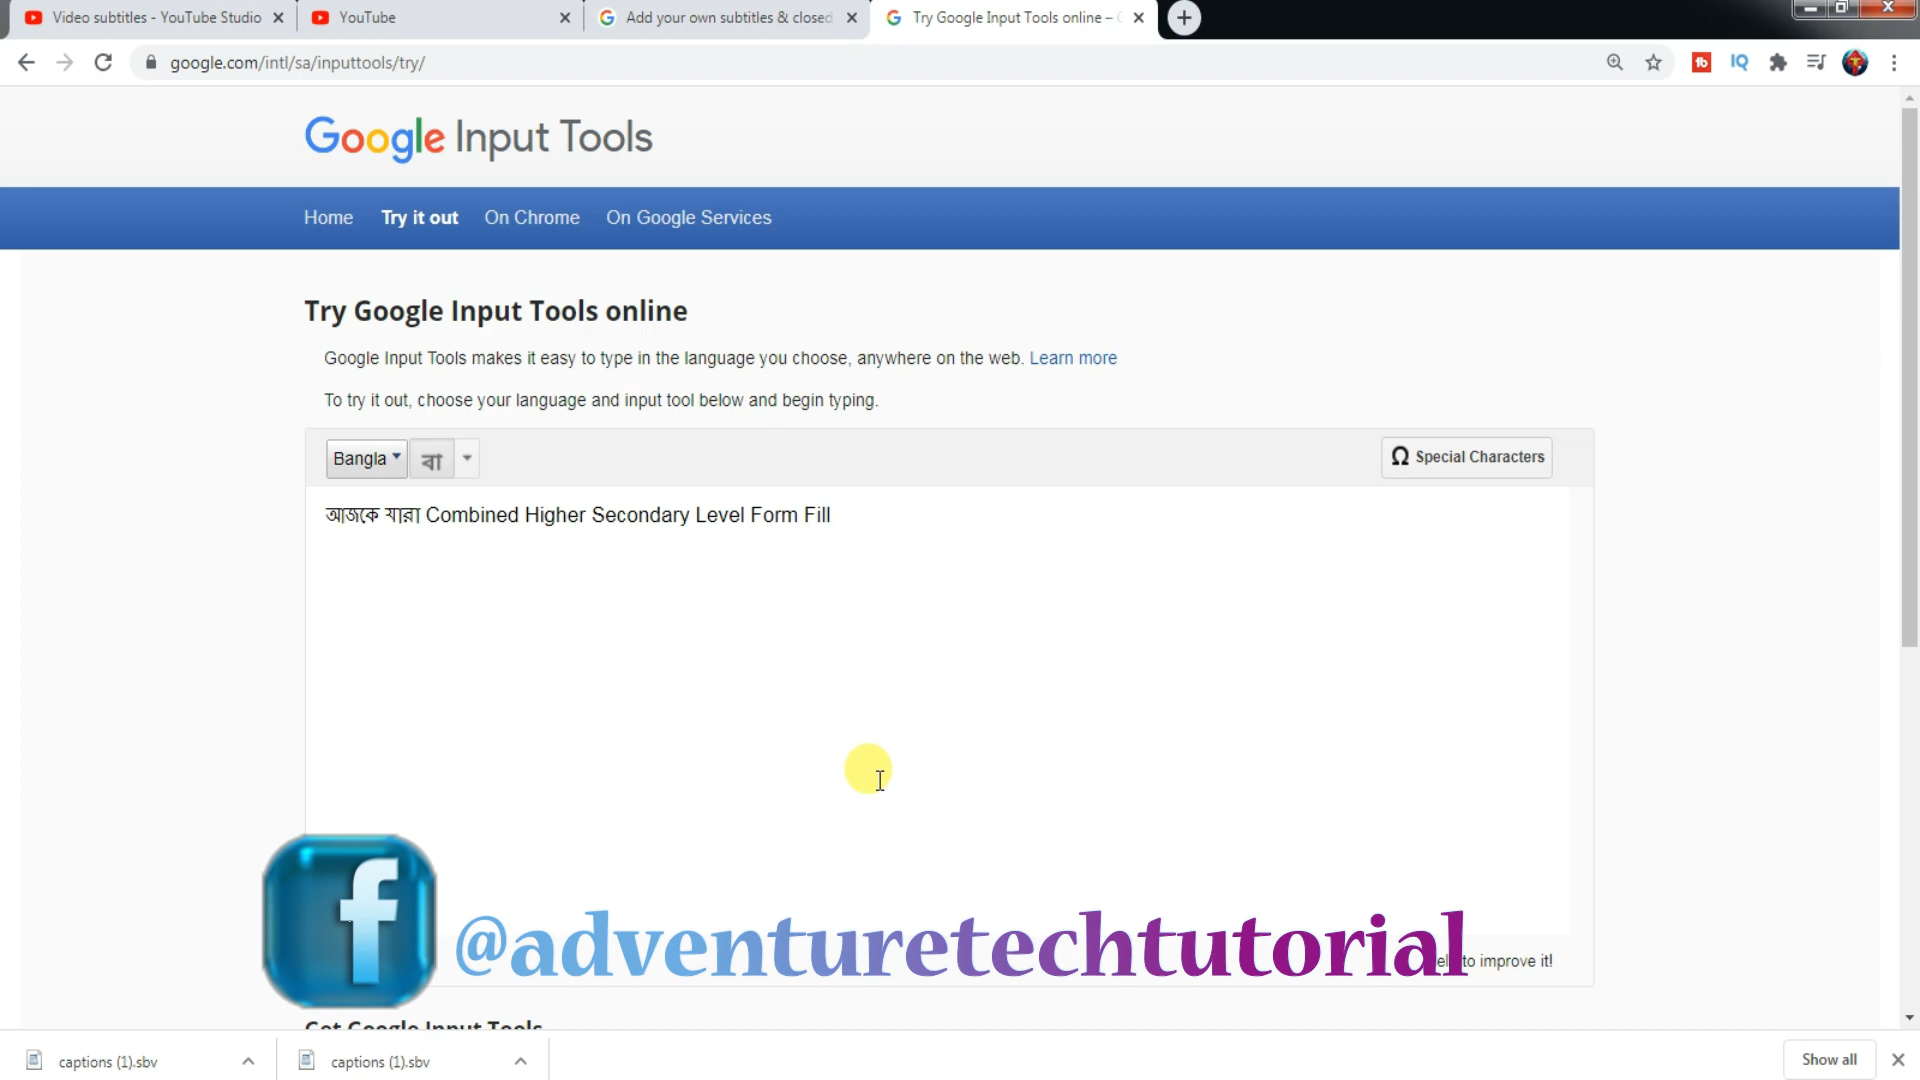 Video subtitles - YouTube Studio
YouTube
Add your own subtitles & closed
Try Google Input Tools online –
google.com/intl/sa/inputtools/try/
Google Input Tools
Home Try it out On Chrome On Google Services
Try Google Input Tools online
Google Input Tools makes it easy to type in the language you choose, anywhere on the web. Learn more
To try it out, choose your language and input tool below and begin typing.
Bangla বা Ω Special Characters
আজকে যারা Combined Higher Secondary Level Form Fill
@adventuretechtutorial
to improve it!
Get Google Input Tools
captions (1).sbv
captions (1).sbv
Show all